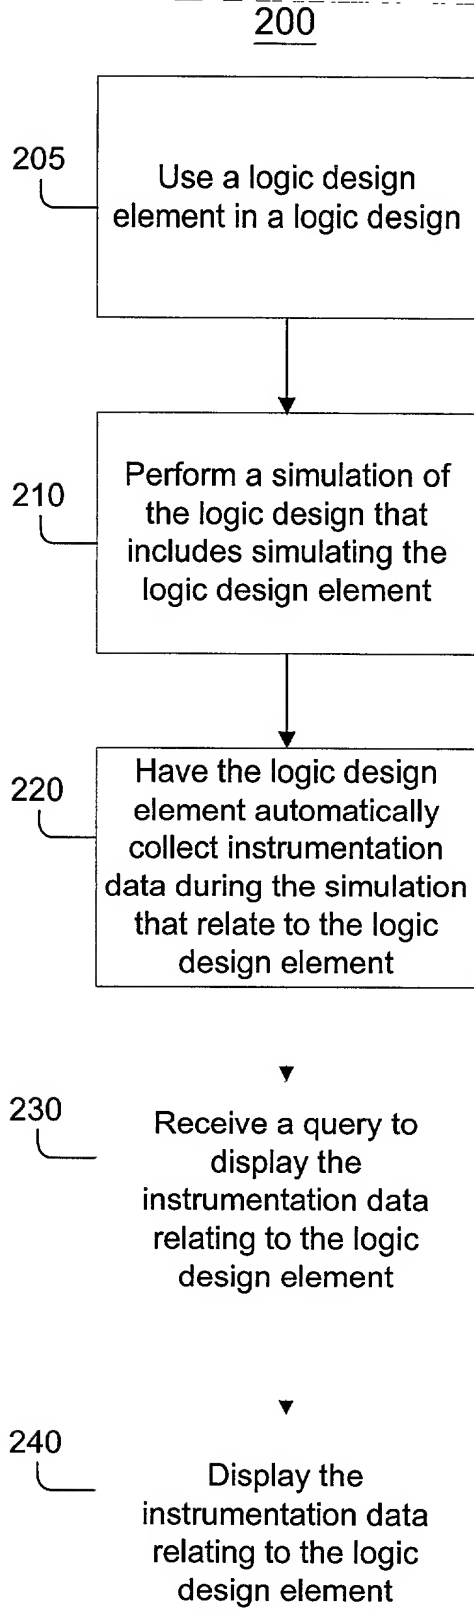 200
205
Use a logic design
element in a logic design
210
Perform a simulation of
the logic design that
includes simulating the
logic design element
220
Have the logic design
element automatically
collect instrumentation
data during the simulation
that relate to the logic
design element
230
Receive a query to
display the
instrumentation data
relating to the logic
design element
240
Display the
instrumentation data
relating to the logic
design element